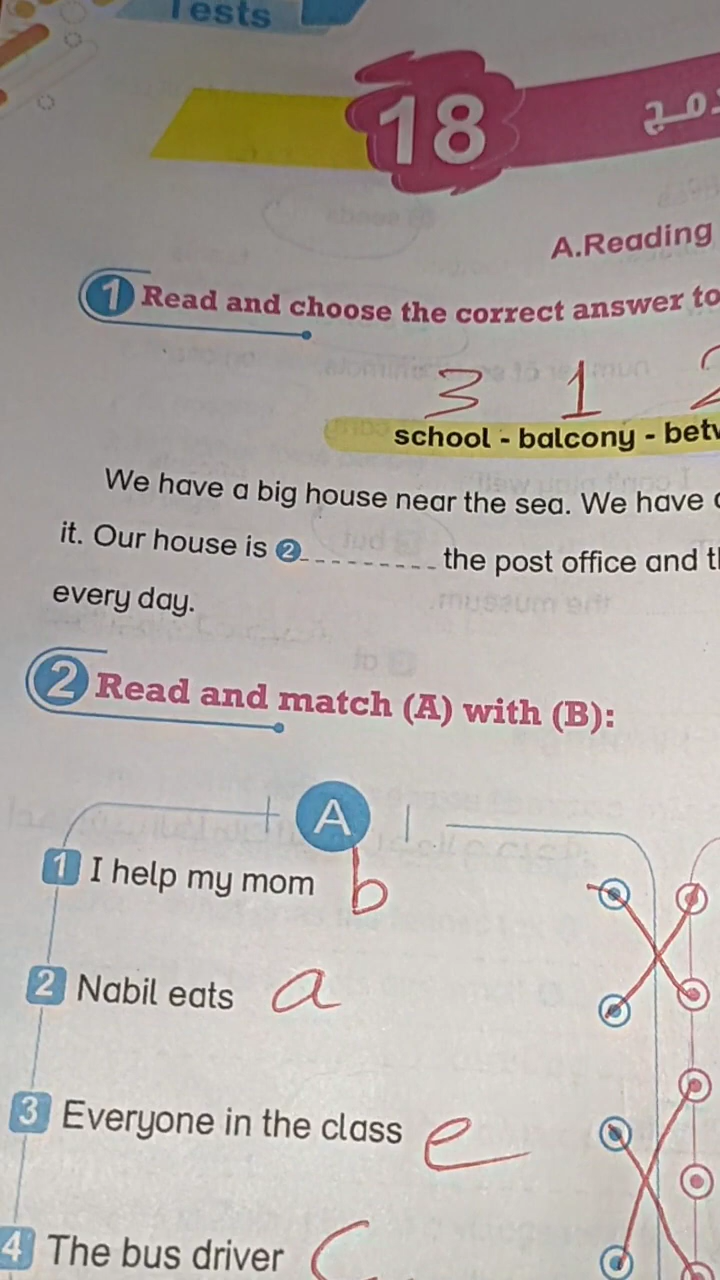 Tests
18
A.Reading
1 Read and choose the correct answer to
3 1 2
school - balcony - betw
We have a big house near the sea. We have
it. Our house is 2 ---------- the post office and th
every day.
2 Read and match (A) with (B):
A
1 I help my mom b
2 Nabil eats a
3 Everyone in the class e
4 The bus driver c